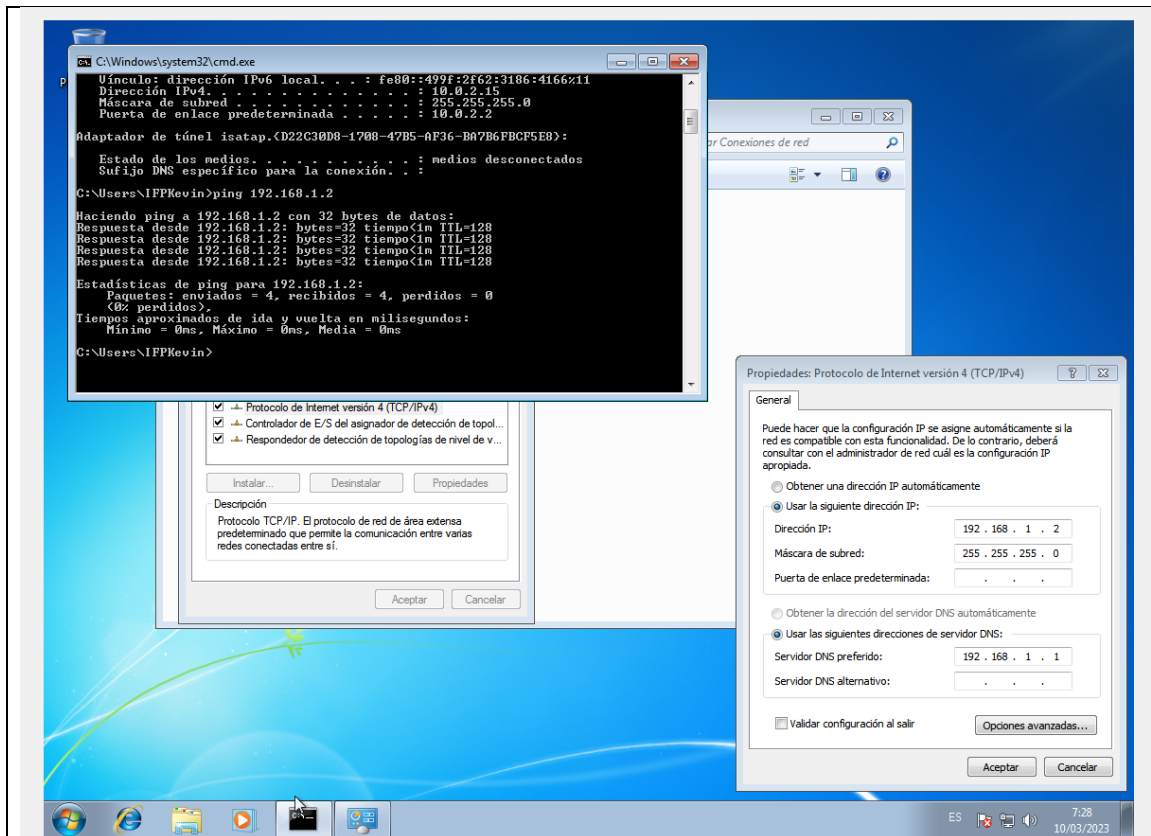 C:\Windows\system32\cmd.exe
Vínculo: dirección IPv6 local. . . : fe80::499f:2f62:3186:4166%11
Dirección IPv4. . . . . . . . . . . . . . : 10.0.2.15
Máscara de subred . . . . . . . . . . . . : 255.255.255.0
Puerta de enlace predeterminada . . . . . : 10.0.2.2
Adaptador de túnel isatap.{D22C30D8-1708-47B5-AF36-BA7B6FBCF5E8}:
Estado de los medios. . . . . . . . . . . : medios desconectados
Sufijo DNS específico para la conexión. . :
C:\Users\IFPKevin>ping 192.168.1.2
Haciendo ping a 192.168.1.2 con 32 bytes de datos:
Respuesta desde 192.168.1.2: bytes=32 tiempo<1m TTL=128
Respuesta desde 192.168.1.2: bytes=32 tiempo<1m TTL=128
Respuesta desde 192.168.1.2: bytes=32 tiempo<1m TTL=128
Respuesta desde 192.168.1.2: bytes=32 tiempo<1m TTL=128
Estadísticas de ping para 192.168.1.2:
Paquetes: enviados = 4, recibidos = 4, perdidos = 0
(0% perdidos),
Tiempos aproximados de ida y vuelta en milisegundos:
Mínimo = 0ms, Máximo = 0ms, Media = 0ms
C:\Users\IFPKevin>
ar Conexiones de red
Protocolo de Internet versión 4 (TCP/IPv4)
Controlador de E/S del asignador de detección de topol...
Respondedor de detección de topologías de nivel de v...
Instalar... Desinstalar Propiedades
Descripción
Protocolo TCP/IP. El protocolo de red de área extensa
predeterminado que permite la comunicación entre varias
redes conectadas entre sí.
Aceptar Cancelar
Propiedades: Protocolo de Internet versión 4 (TCP/IPv4)
General
Puede hacer que la configuración IP se asigne automáticamente si la
red es compatible con esta funcionalidad. De lo contrario, deberá
consultar con el administrador de red cuál es la configuración IP
apropiada.
Obtener una dirección IP automáticamente
Usar la siguiente dirección IP:
Dirección IP: 192 . 168 . 1 . 2
Máscara de subred: 255 . 255 . 255 . 0
Puerta de enlace predeterminada: . . .
Obtener la dirección del servidor DNS automáticamente
Usar las siguientes direcciones de servidor DNS:
Servidor DNS preferido: 192 . 168 . 1 . 1
Servidor DNS alternativo: . . .
Validar configuración al salir Opciones avanzadas...
Aceptar Cancelar
ES 7:28
10/03/2023